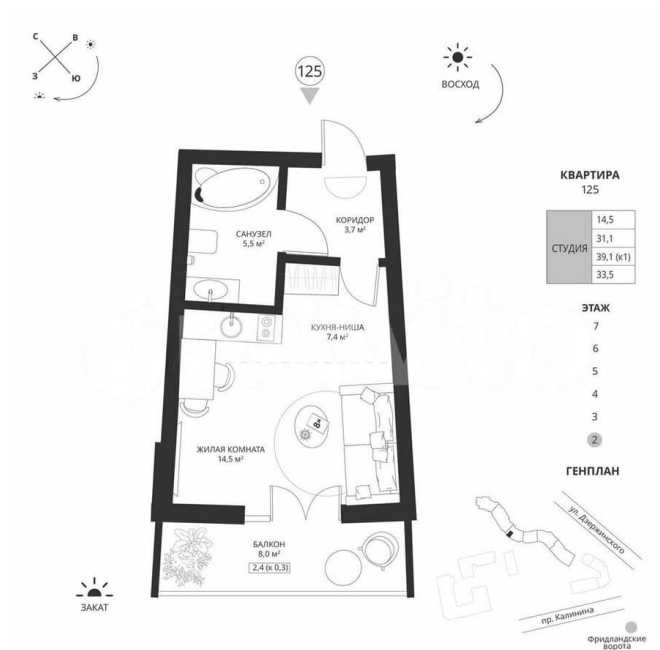 С
В
З
Ю
125
ВОСХОД
КВАРТИРА
125
СТУДИЯ
14,5
31,1
39,1 (к1)
33,5
ЭТАЖ
7
6
5
4
3
2
ГЕНПЛАН
ул. Дзержинского
пр. Калинина
Фридландские
ворота
КОРИДОР
3,7 м²
САНУЗЕЛ
5,5 м²
КУХНЯ-НИША
7,4 м²
ЖИЛАЯ КОМНАТА
14,5 м²
БАЛКОН
8,0 м²
2,4 (к 0,3)
ЗАКАТ